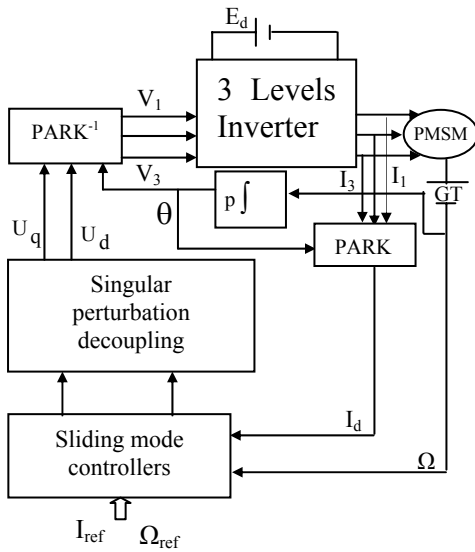 E_d
V_1
3 Levels
Inverter
PARK^-1
PMSM
V_3
I_3
I_1
θ
p∫
GT
U_q
U_d
PARK
Singular
perturbation
decoupling
I_d
Sliding mode
controllers
Ω
I_ref
Ω_ref